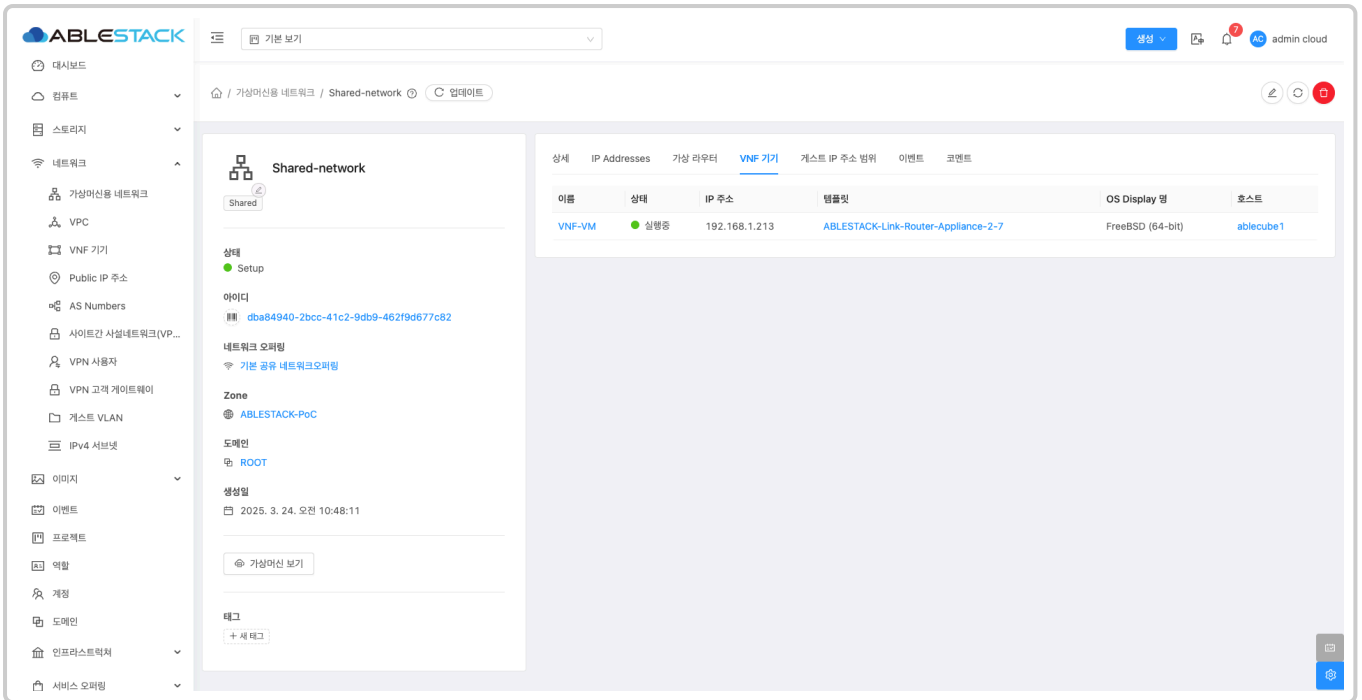 ABLESTACK
기본 보기
생성
7
AC
admin cloud
대시보드
컴퓨트
스토리지
네트워크
가상머신용 네트워크
VPC
VNF 기기
Public IP 주소
AS Numbers
사이트간 사설네트워크(VP...
VPN 사용자
VPN 고객 게이트웨이
게스트 VLAN
IPv4 서브넷
이미지
이벤트
프로젝트
역할
계정
도메인
인프라스트럭쳐
서비스 오퍼링
/ 가상머신용 네트워크 / Shared-network 업데이트
Shared-network
Shared
상태
Setup
아이디
dba84940-2bcc-41c2-9db9-462f9d677c82
네트워크 오퍼링
기본 공유 네트워크오퍼링
Zone
ABLESTACK-PoC
도메인
ROOT
생성일
2025. 3. 24. 오전 10:48:11
가상머신 보기
태그
+ 새 태그
상세 IP Addresses 가상 라우터 VNF 기기 게스트 IP 주소 범위 이벤트 코멘트
이름 상태 IP 주소 템플릿 OS Display 명 호스트
VNF-VM 실행중 192.168.1.213 ABLESTACK-Link-Router-Appliance-2-7 FreeBSD (64-bit) ablecube1